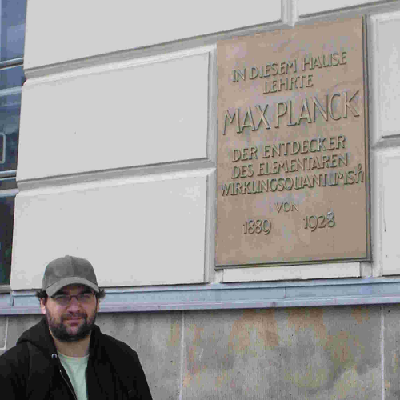 IN DIESEM HAUSE
LEHRTE
MAX PLANCK
DER ENTDECKER
DES ELEMENTAREN
WIRKUNGSQUANTUMS h
VON
1889 1928